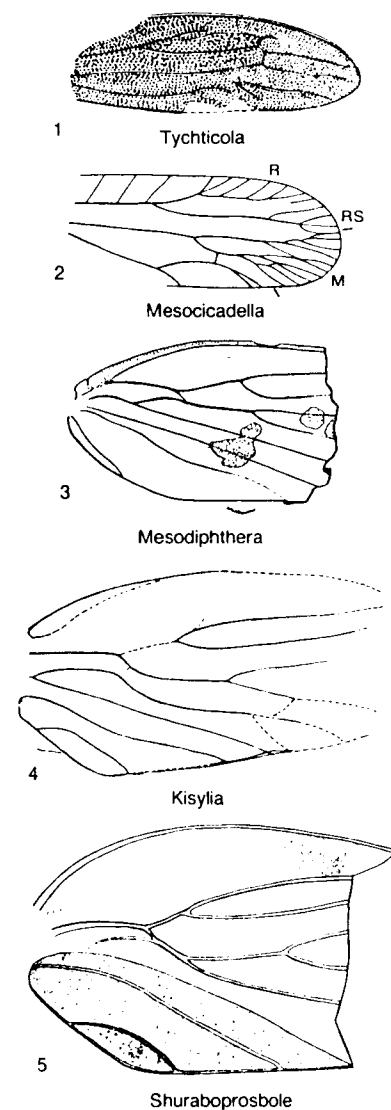 1
Tychticola
R
RS
2
M
Mesocicadella
3
Mesodiphthera
4
Kisylia
5
Shuraboprosbole